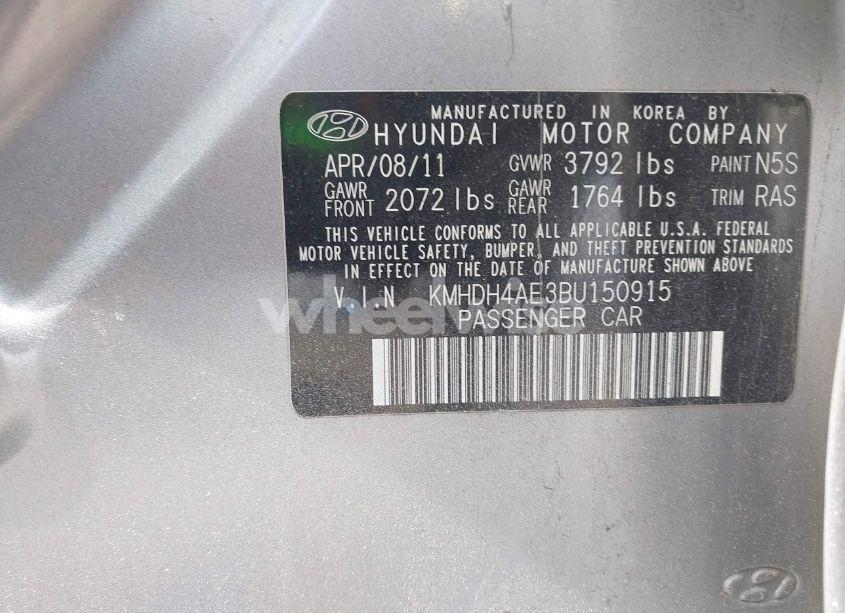 MANUFACTURED IN KOREA BY
HYUNDAI MOTOR COMPANY
APR/08/11 GVWR 3792 lbs PAINT N5S
GAWR FRONT 2072 lbs GAWR REAR 1764 lbs TRIM RAS
THIS VEHICLE CONFORMS TO ALL APPLICABLE U.S.A. FEDERAL
MOTOR VEHICLE SAFETY, BUMPER, AND THEFT PREVENTION STANDARDS
IN EFFECT ON THE DATE OF MANUFACTURE SHOWN ABOVE
V.I.N KMHDH4AE3BU150915
PASSENGER CAR